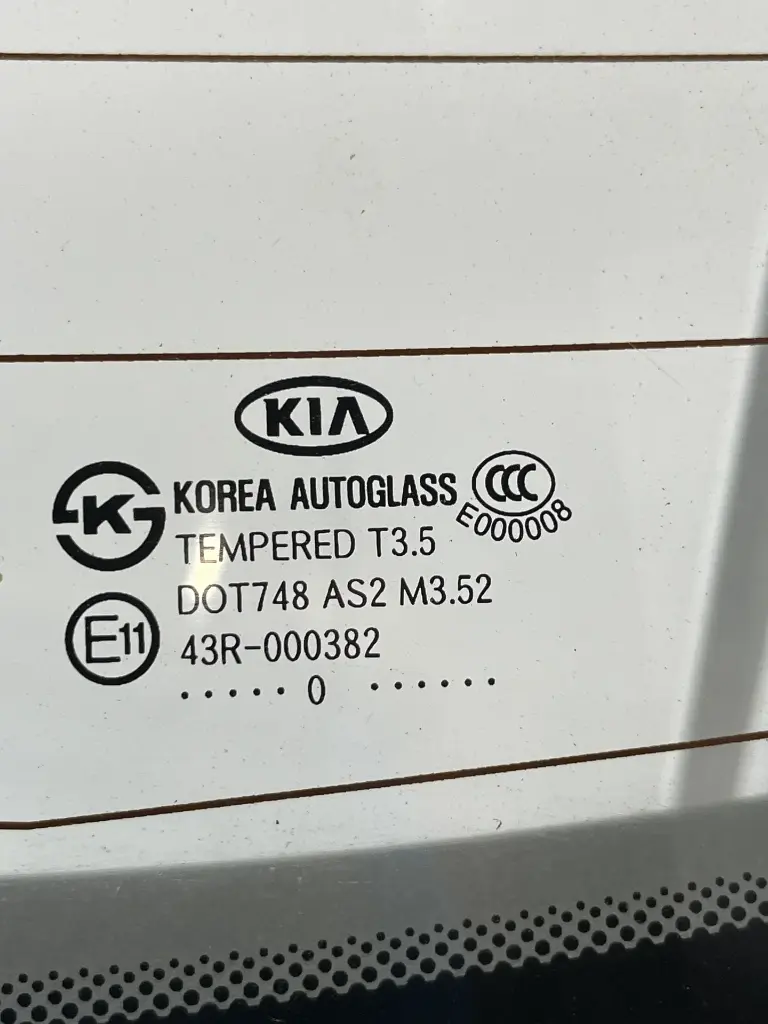 KIA
K
KOREA AUTOGLASS
CCC
E000008
TEMPERED T3.5
DOT748 AS2 M3.52
E11
43R-000382
..... 0 ......